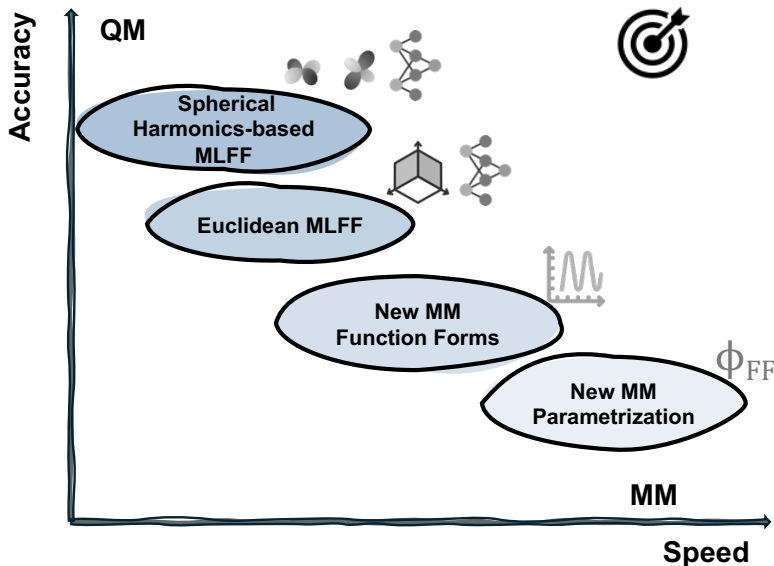 Accuracy
QM
Spherical
Harmonics-based
MLFF
Euclidean MLFF
New MM
Function Forms
ϕFF
New MM
Parametrization
MM
Speed